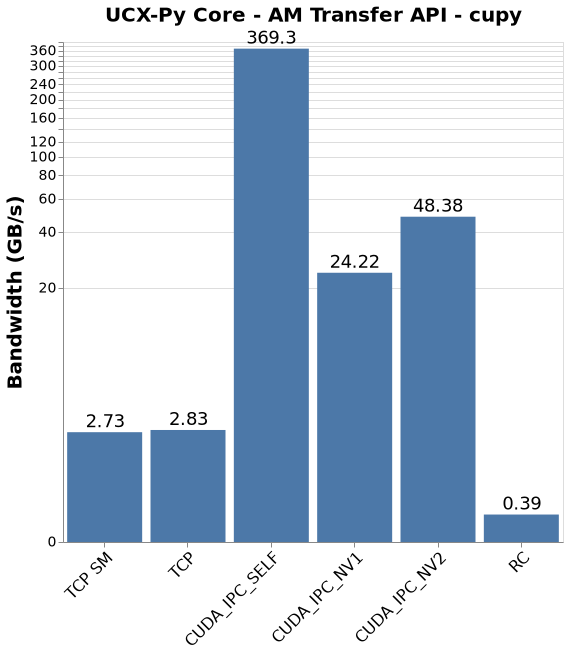 UCX-Py Core - AM Transfer API - cupy
Bandwidth (GB/s)
360
300
240
200
160
120
100
80
60
40
20
0
2.73
2.83
369.3
24.22
48.38
0.39
TCP SM
TCP
CUDA_IPC_SELF
CUDA_IPC_NV1
CUDA_IPC_NV2
RC